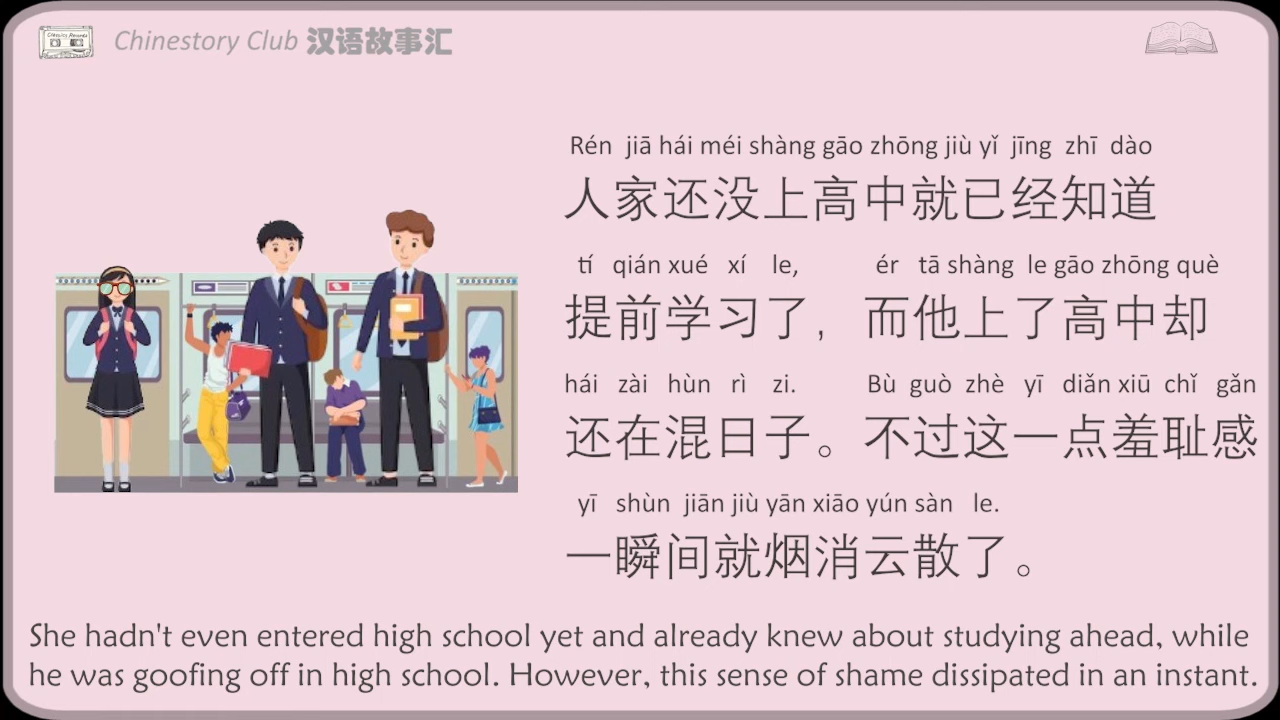 Chinestory Club 汉语故事汇
Rén jiā hái méi shàng gāo zhōng jiù yǐ jīng zhī dào
人家还没上高中就已经知道
tí qián xué xí le, ér tā shàng le gāo zhōng què
提前学习了，而他上了高中却
hái zài hùn rì zi. Bù guò zhè yī diǎn xiū chǐ gǎn
还在混日子。不过这一点羞耻感
yī shùn jiān jiù yān xiāo yún sàn le.
一瞬间就烟消云散了。
She hadn't even entered high school yet and already knew about studying ahead, while
he was goofing off in high school. However, this sense of shame dissipated in an instant.